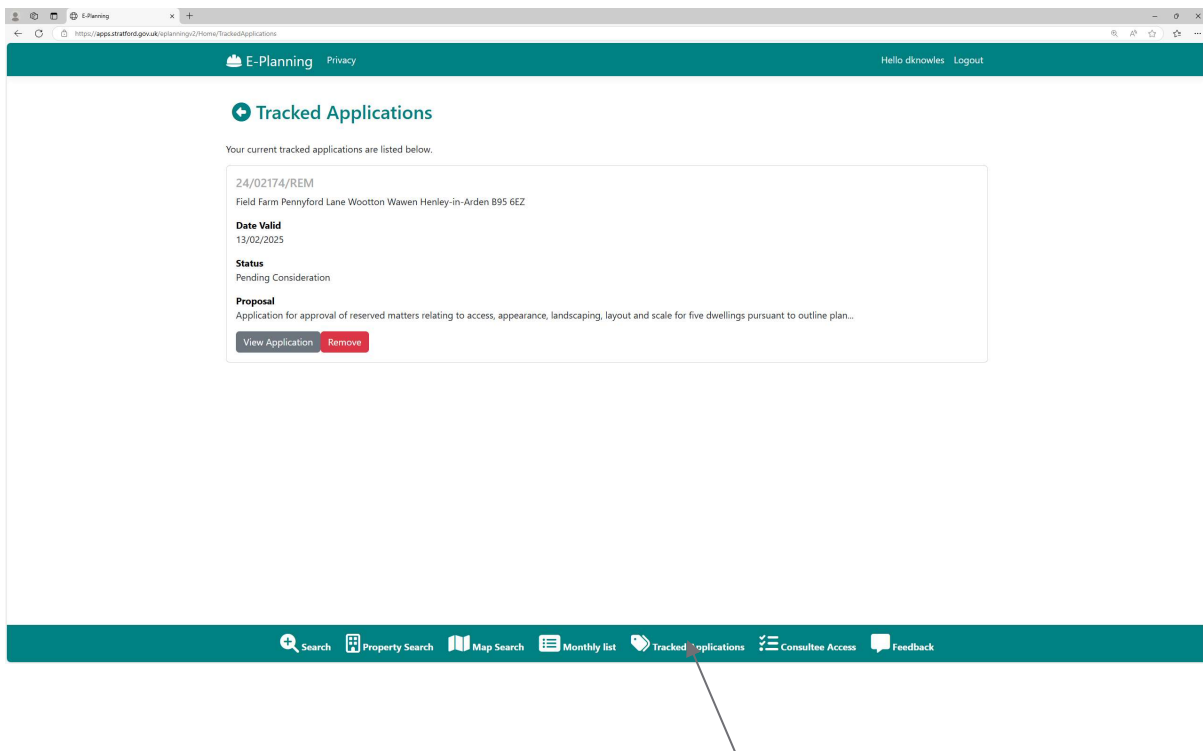 E-Planning
https://apps.stratford.gov.uk/eplanningv2/Home/TrackedApplications
E-Planning Privacy Hello dknowles Logout
Tracked Applications
Your current tracked applications are listed below.
24/02174/REM
Field Farm Pennyford Lane Wootton Wawen Henley-in-Arden B95 6EZ
Date Valid
13/02/2025
Status
Pending Consideration
Proposal
Application for approval of reserved matters relating to access, appearance, landscaping, layout and scale for five dwellings pursuant to outline plan...
View Application Remove
Search Property Search Map Search Monthly list Tracked Applications Consultee Access Feedback